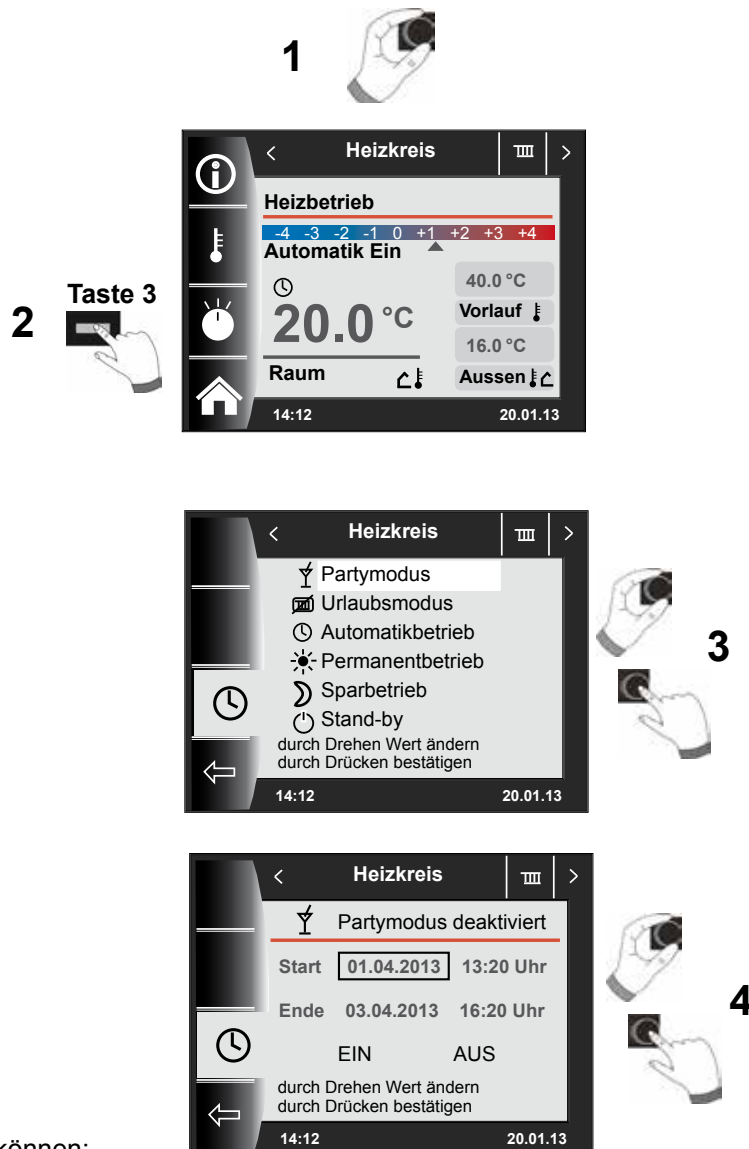 1
< Heizkreis >
Heizbetrieb
-4 -3 -2 -1 0 +1 +2 +3 +4
Automatik Ein
40.0 °C
20.0 °C
Vorlauf
16.0 °C
Raum
Aussen
14:12 20.01.13
2
Taste 3
< Heizkreis >
Partymodus
Urlaubsmodus
Automatikbetrieb
Permanentbetrieb
Sparbetrieb
Stand-by
durch Drehen Wert ändern
durch Drücken bestätigen
14:12 20.01.13
3
< Heizkreis >
Partymodus deaktiviert
Start 01.04.2013 13:20 Uhr
Ende 03.04.2013 16:20 Uhr
EIN AUS
durch Drehen Wert ändern
durch Drücken bestätigen
14:12 20.01.13
4
können: